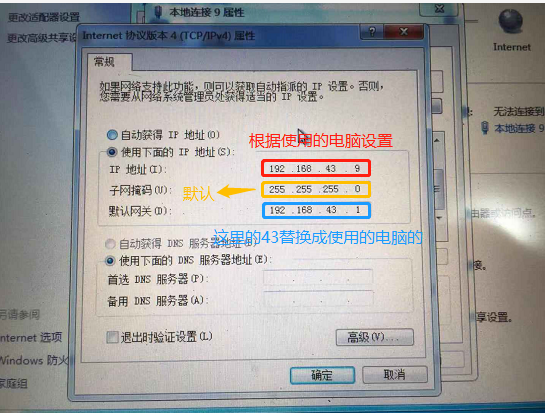 更改适配器设置
本地连接 9 属性
更改高级共享设
Internet 协议版本 4 (TCP/IPv4) 属性
Internet
常规
如果网络支持此功能，则可以获取自动指派的 IP 设置。否则，
您需要从网络系统管理员处获得适当的 IP 设置。
无法连接到
本地连接 9
自动获得 IP 地址(O)
根据使用的电脑设置
使用下面的 IP 地址(S):
IP 地址(I):
192 .168 .43 . 9
子网掩码(U):
默认
255 .255 .255 . 0
默认网关(D):
192 .168 .43 . 1
这里的43替换成使用的电脑的
由器或访问点。
自动获得 DNS 服务器地址(B)
使用下面的 DNS 服务器地址(E):
首选 DNS 服务器(P):
备用 DNS 服务器(A):
另请参阅
享设置。
退出时验证设置(L)
高级(V)...
Internet 选项
Windows 防火
家庭组
确定
取消